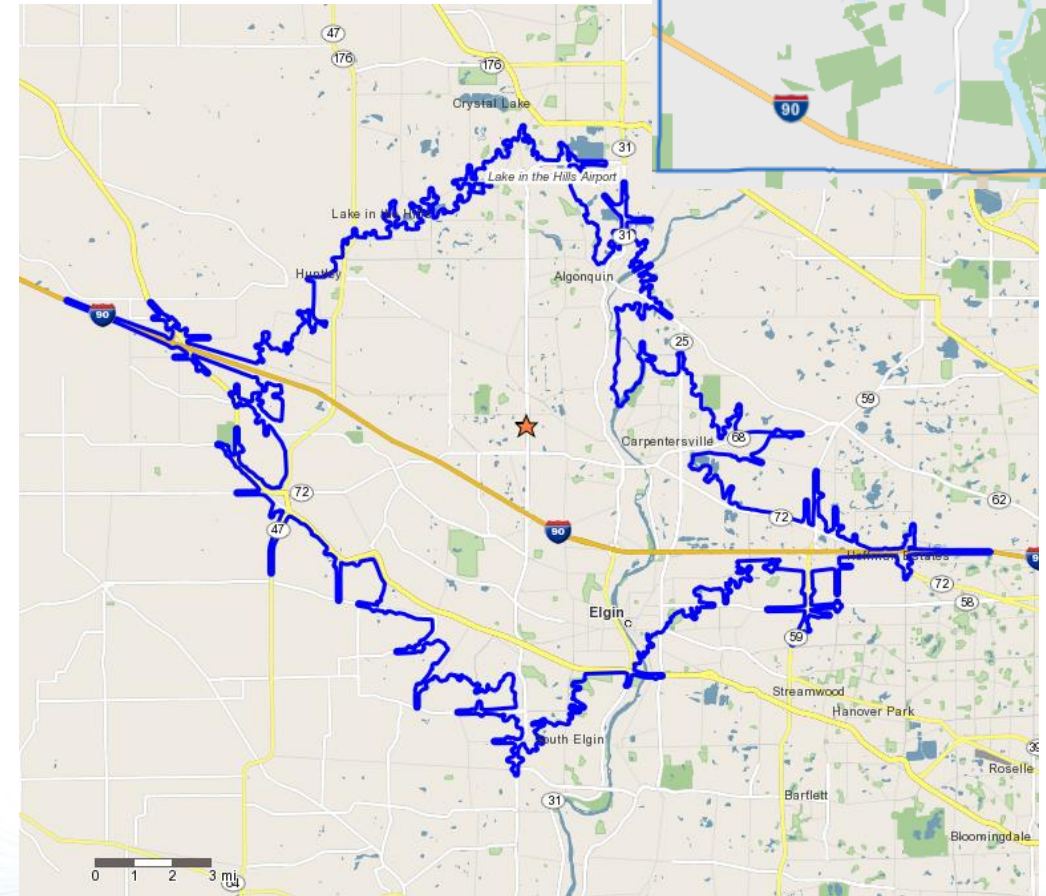 47
176
176
Crystal Lake
90
31
Lake in the Hills Airport
Lake in the Hills
31
Huntley
Algonquin
90
25
59
Carpentersville
68
72
62
72
47
90
Hoffman Estates
72
58
Elgin
59
Streamwood
Hanover Park
South Elgin
Roselle
31
Bartlett
Bloomingdale
0 1 2 3 mi